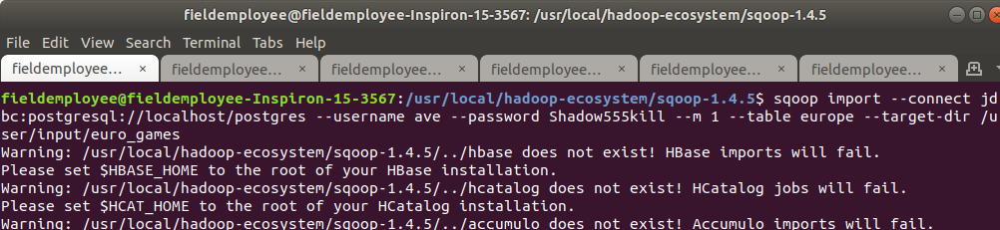 fieldemployee@fieldemployee-Inspiron-15-3567: /usr/local/hadoop-ecosystem/sqoop-1.4.5
File Edit View Search Terminal Tabs Help
fieldemployee… × fieldemployee… × fieldemployee… × fieldemployee… × fieldemployee… × fieldemployee… ×
fieldemployee@fieldemployee-Inspiron-15-3567:/usr/local/hadoop-ecosystem/sqoop-1.4.5$ sqoop import --connect jd
bc:postgresql://localhost/postgres --username ave --password Shadow555kill --m 1 --table europe --target-dir /u
ser/input/euro_games
Warning: /usr/local/hadoop-ecosystem/sqoop-1.4.5/../hbase does not exist! HBase imports will fail.
Please set $HBASE_HOME to the root of your HBase installation.
Warning: /usr/local/hadoop-ecosystem/sqoop-1.4.5/../hcatalog does not exist! HCatalog jobs will fail.
Please set $HCAT_HOME to the root of your HCatalog installation.
Warning: /usr/local/hadoop-ecosystem/sqoop-1.4.5/../accumulo does not exist! Accumulo imports will fail.